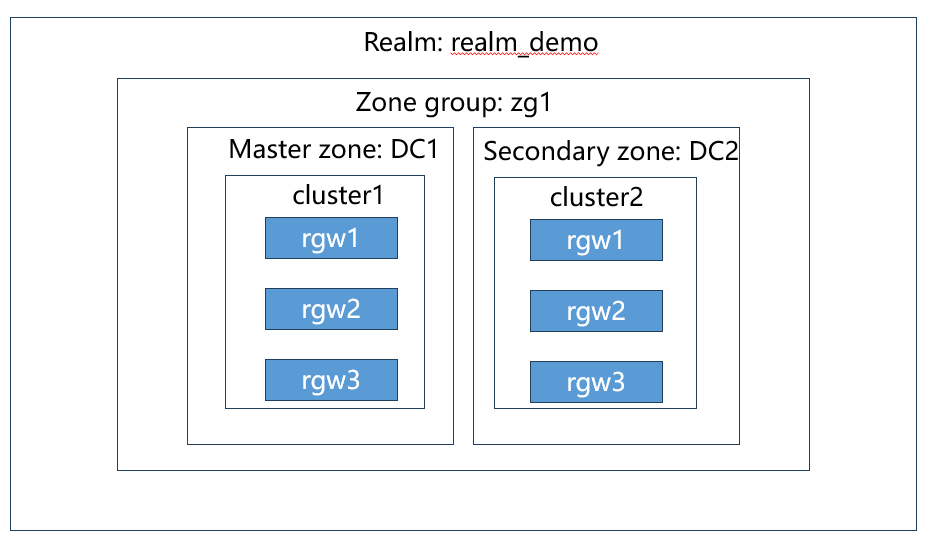 Realm: realm_demo
Zone group: zg1
Master zone: DC1
cluster1
rgw1
rgw2
rgw3
Secondary zone: DC2
cluster2
rgw1
rgw2
rgw3